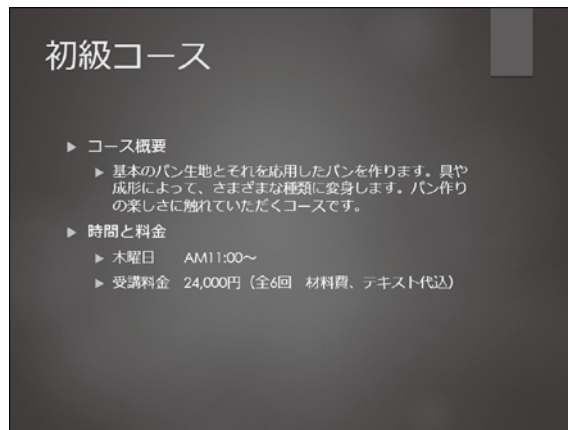 初級コース
コース概要
基本のパン生地とそれを応用したパンを作ります。具や
成形によって、さまざまな種類に変身します。パン作り
の楽しさに触れていただくコースです。
時間と料金
木曜日　AM11:00～
受講料金　24,000円（全6回　材料費、テキスト代込）